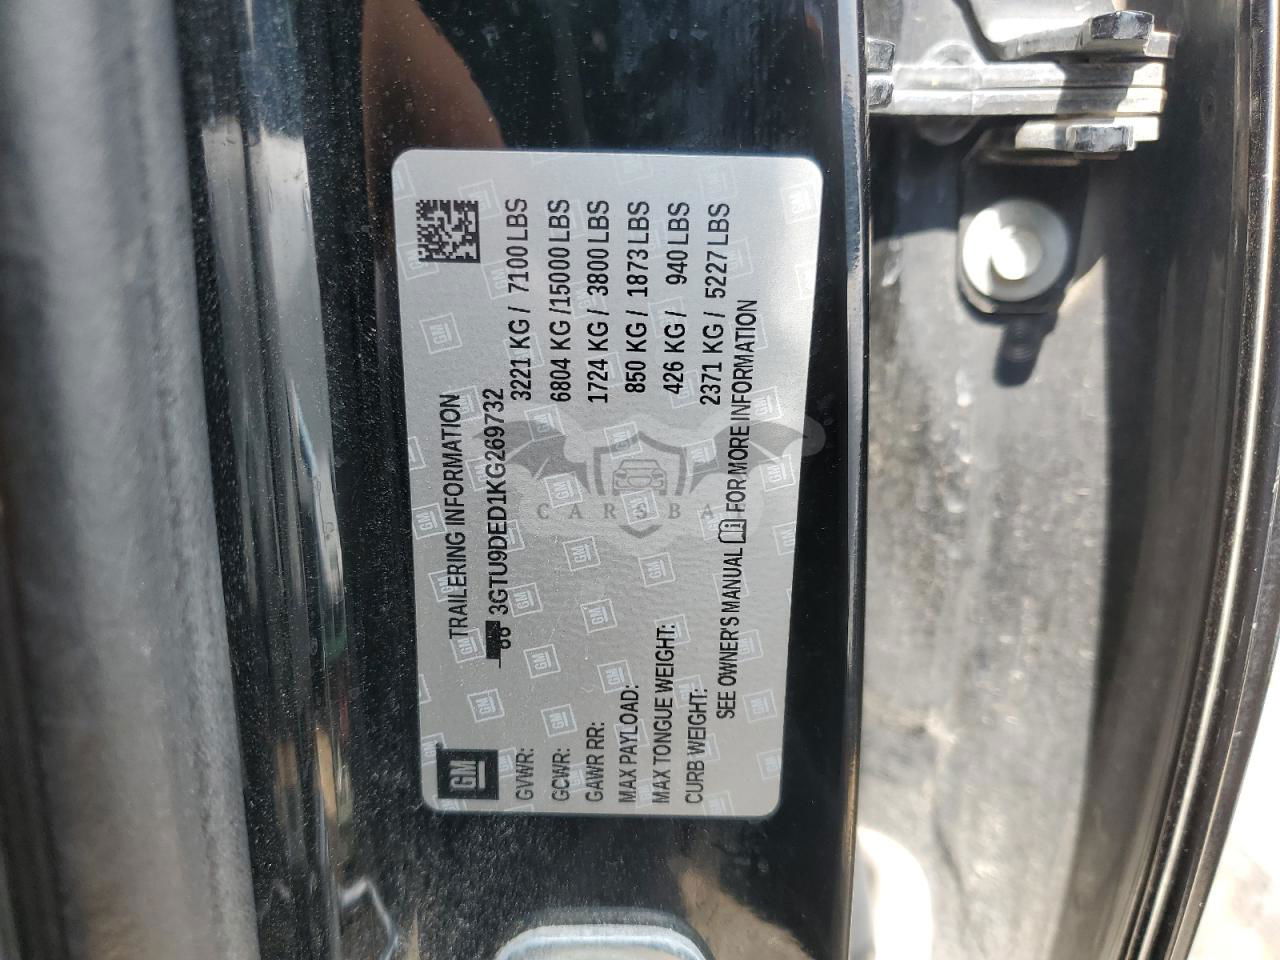 GM
TRAILERING INFORMATION
86 3GTU9DED1KG269732
GVWR: 3221 KG / 7100 LBS
GCWR: 6804 KG /15000 LBS
GAWR RR: 1724 KG / 3800 LBS
MAX PAYLOAD: 850 KG / 1873 LBS
MAX TONGUE WEIGHT: 426 KG / 940 LBS
CURB WEIGHT: 2371 KG / 5227 LBS
SEE OWNER'S MANUAL i FOR MORE INFORMATION